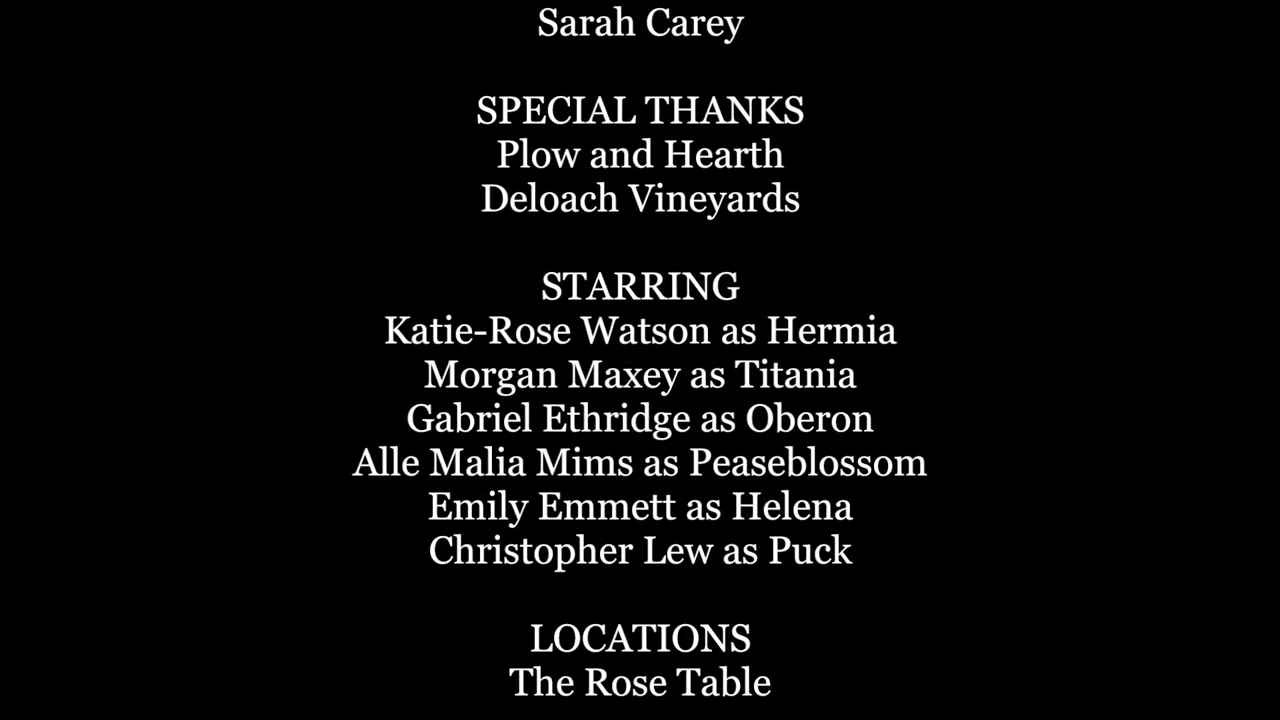 Sarah Carey
SPECIAL THANKS
Plow and Hearth
Deloach Vineyards
STARRING
Katie-Rose Watson as Hermia
Morgan Maxey as Titania
Gabriel Ethridge as Oberon
Alle Malia Mims as Peaseblossom
Emily Emmett as Helena
Christopher Lew as Puck
LOCATIONS
The Rose Table